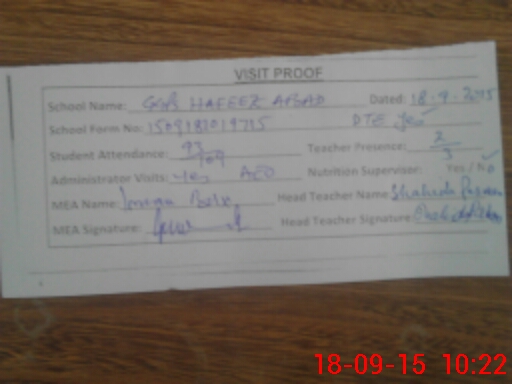 VISIT PROOF
School Name: GGPS HAFEEZ ABAD Dated: 18-9-2015
School Form No: DTE yes ✓
Student Attendance: 93/109 Teacher Presence: 2/3
Administrator Visits: yes AEO Nutrition Supervisor: Yes / No ✓
MEA Name: Head Teacher Name:
MEA Signature: Head Teacher Signature:
18-09-15 10:22